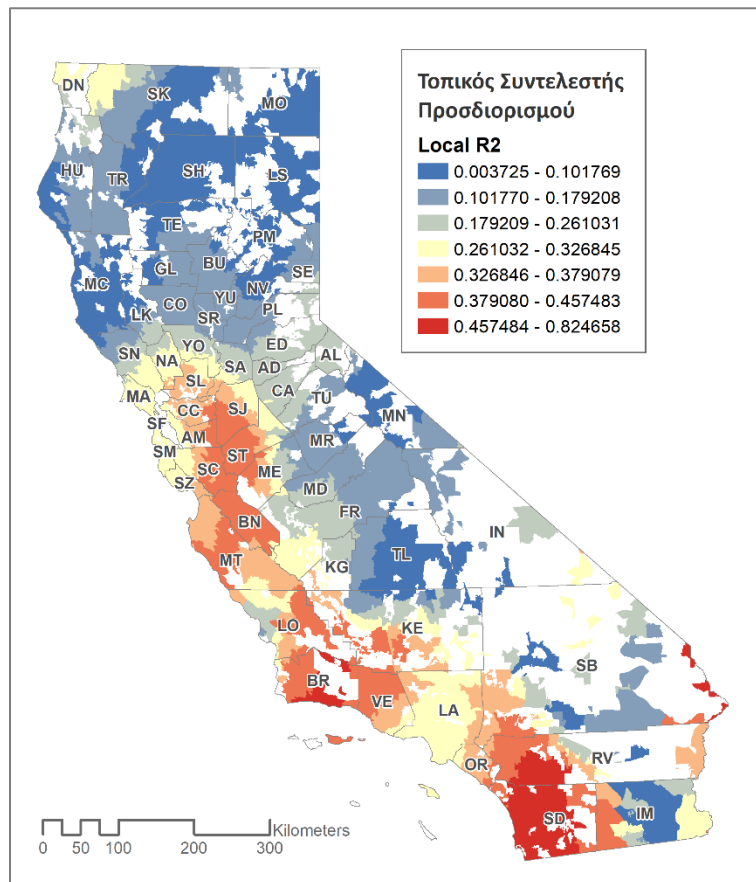 Τοπικός Συντελεστής
Προσδιορισμού
Local R2
0.003725 - 0.101769
0.101770 - 0.179208
0.179209 - 0.261031
0.261032 - 0.326845
0.326846 - 0.379079
0.379080 - 0.457483
0.457484 - 0.824658
DN
SK
MO
HU
TR
SH
LS
TE
PM
MC
GL
BU
SE
CO
YU
NV
LK
SR
PL
SN
YO
ED
NA
SA
AD
AL
MA
SL
CA
TU
CC
SJ
MN
SF
AM
MR
SM
SC
ST
ME
SZ
MD
BN
FR
IN
MT
KG
TL
LO
KE
SB
BR
VE
LA
OR
RV
SD
IM
Kilometers
0 50 100 200 300